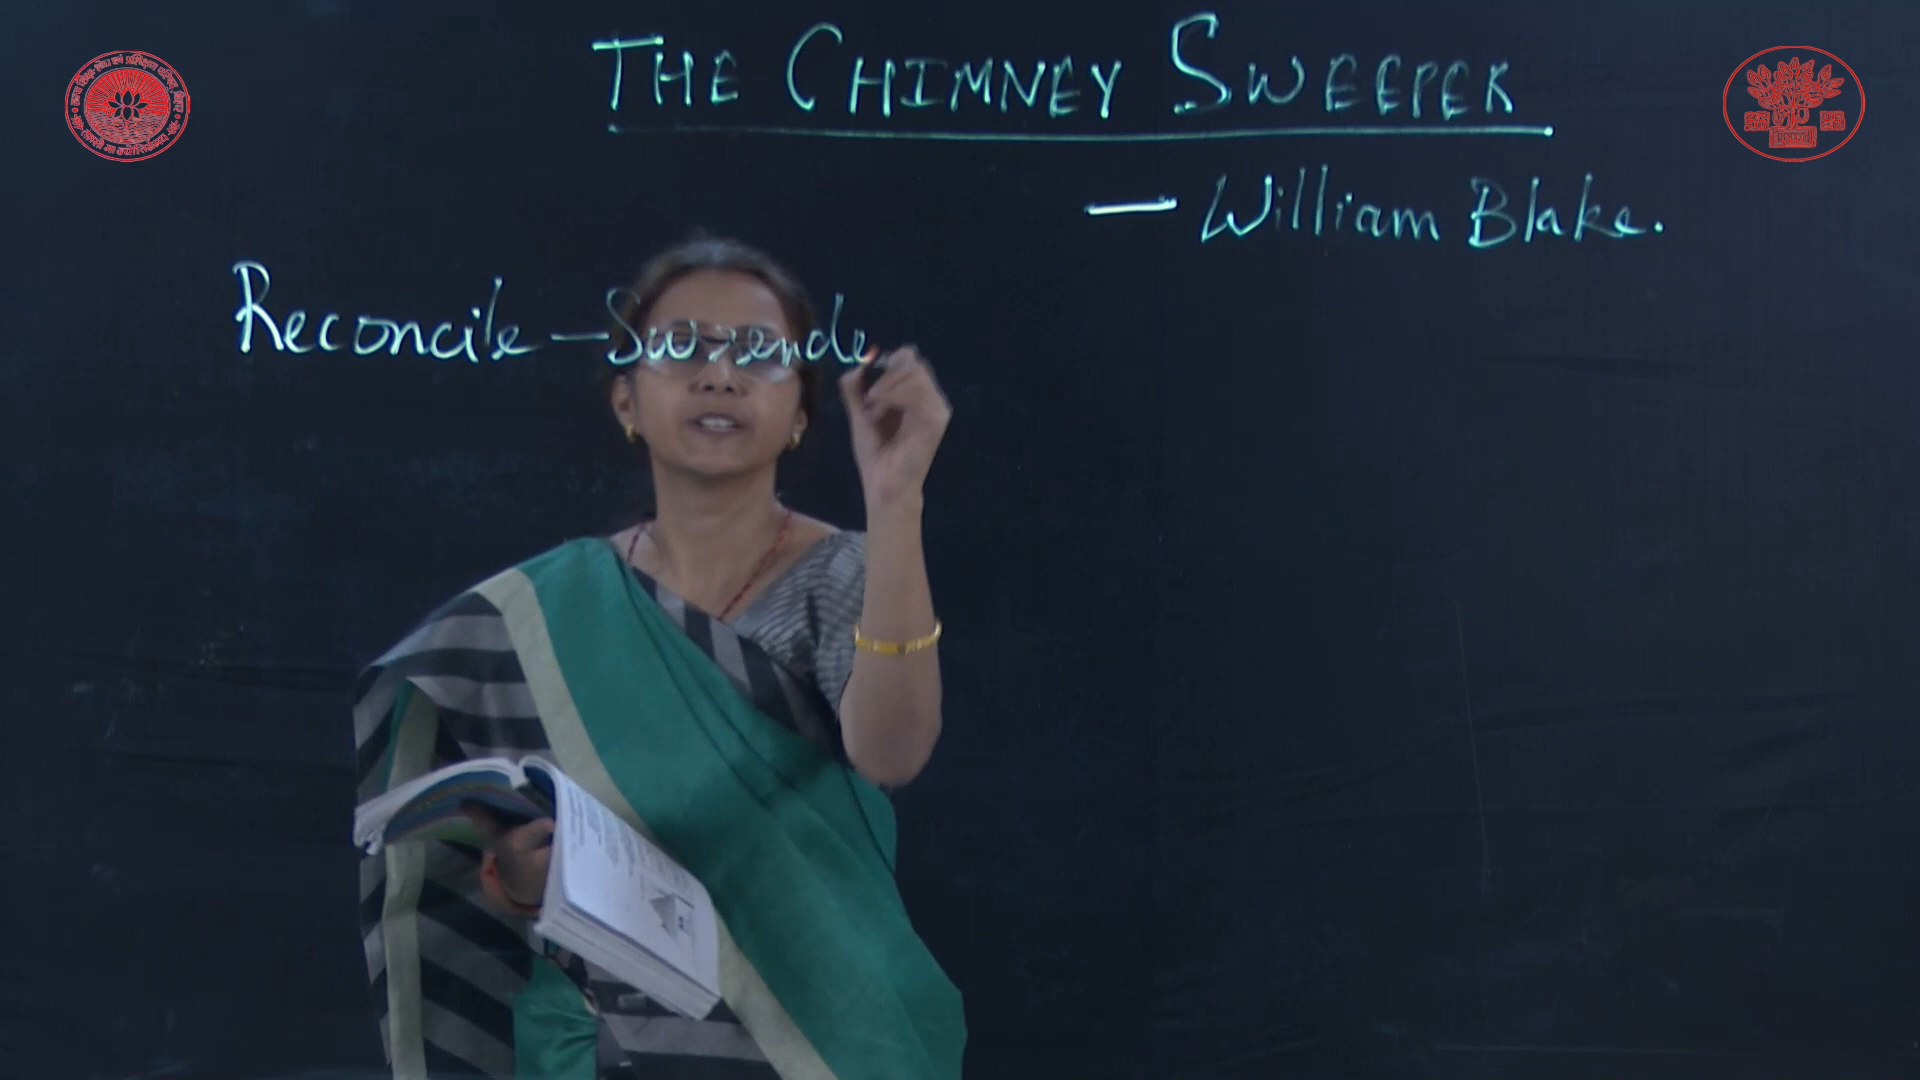 THE CHIMNEY SWEEPER
— William Blake.
Reconcile — Surrende